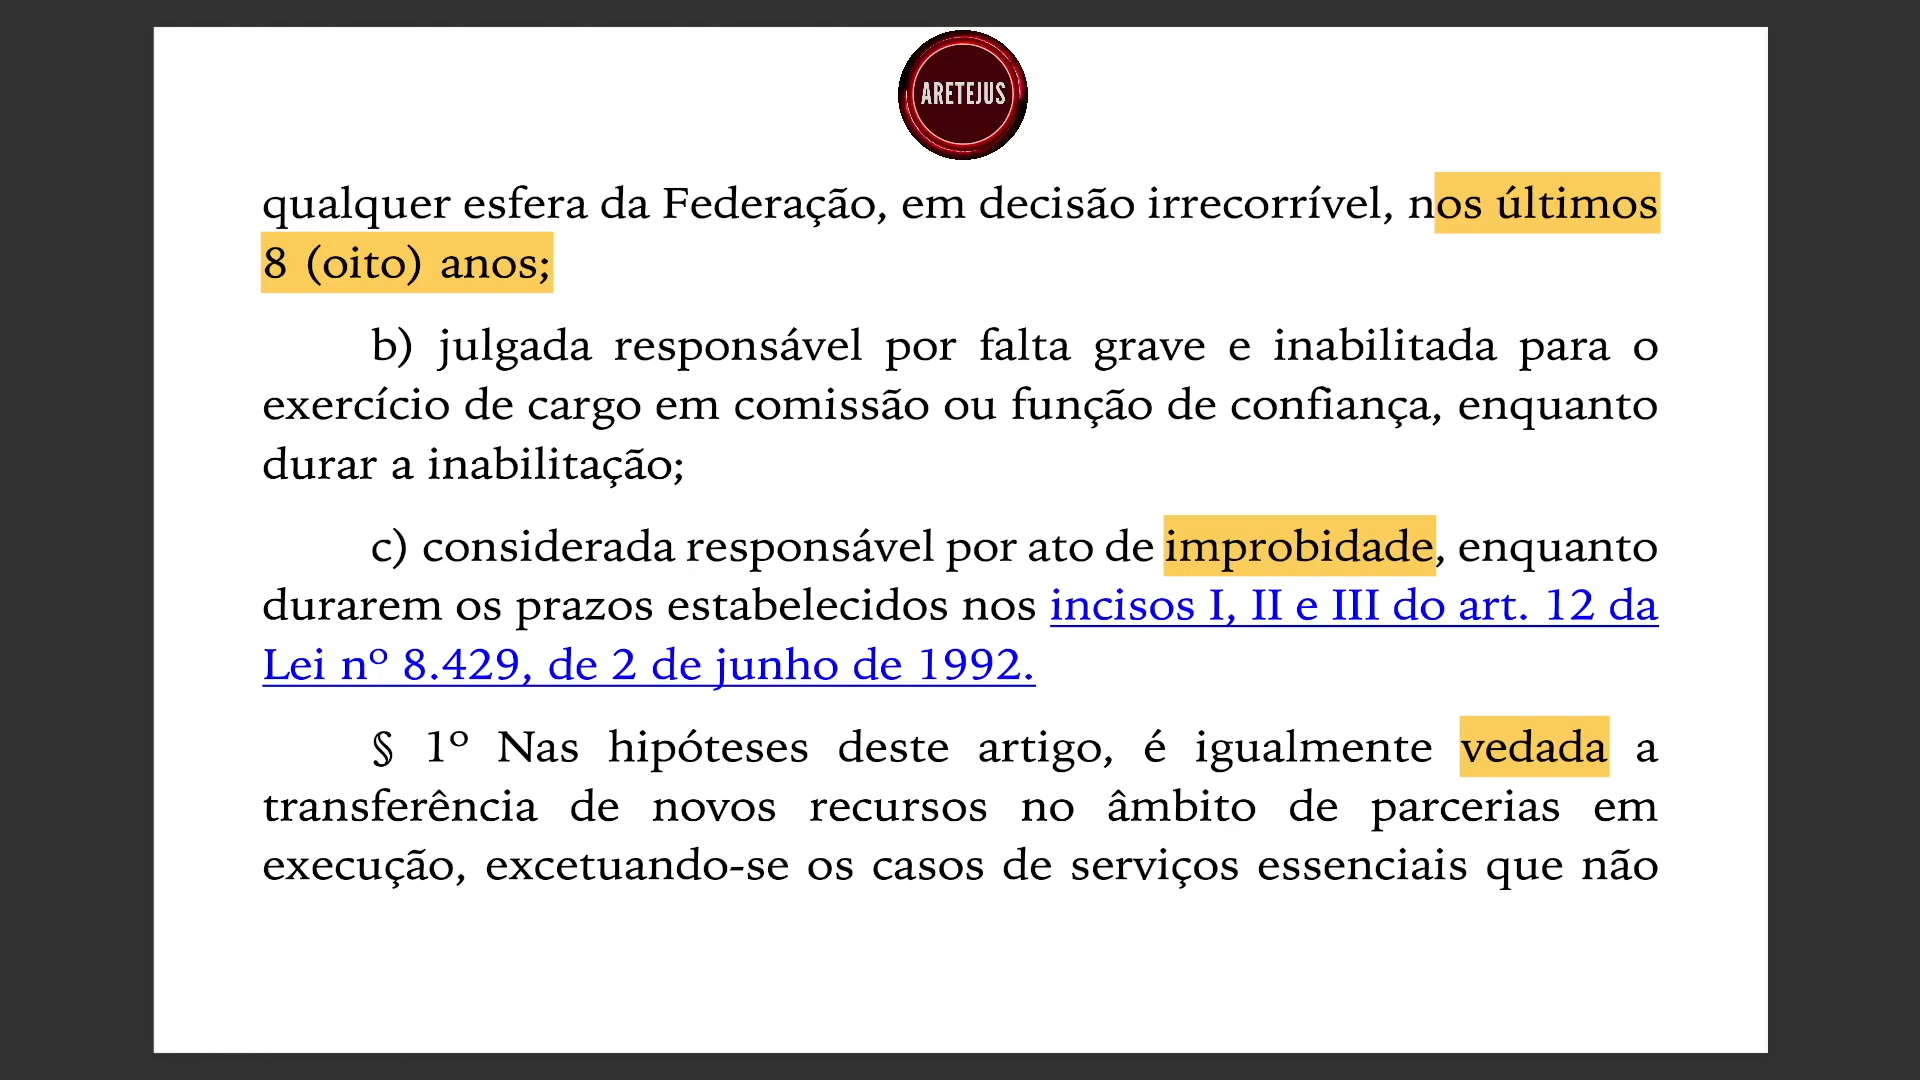 ARETEJUS
qualquer esfera da Federação, em decisão irrecorrível, nos últimos
8 (oito) anos;
b) julgada responsável por falta grave e inabilitada para o
exercício de cargo em comissão ou função de confiança, enquanto
durar a inabilitação;
c) considerada responsável por ato de improbidade, enquanto
durarem os prazos estabelecidos nos incisos I, II e III do art. 12 da
Lei nº 8.429, de 2 de junho de 1992.
§ 1º Nas hipóteses deste artigo, é igualmente vedada a
transferência de novos recursos no âmbito de parcerias em
execução, excetuando-se os casos de serviços essenciais que não